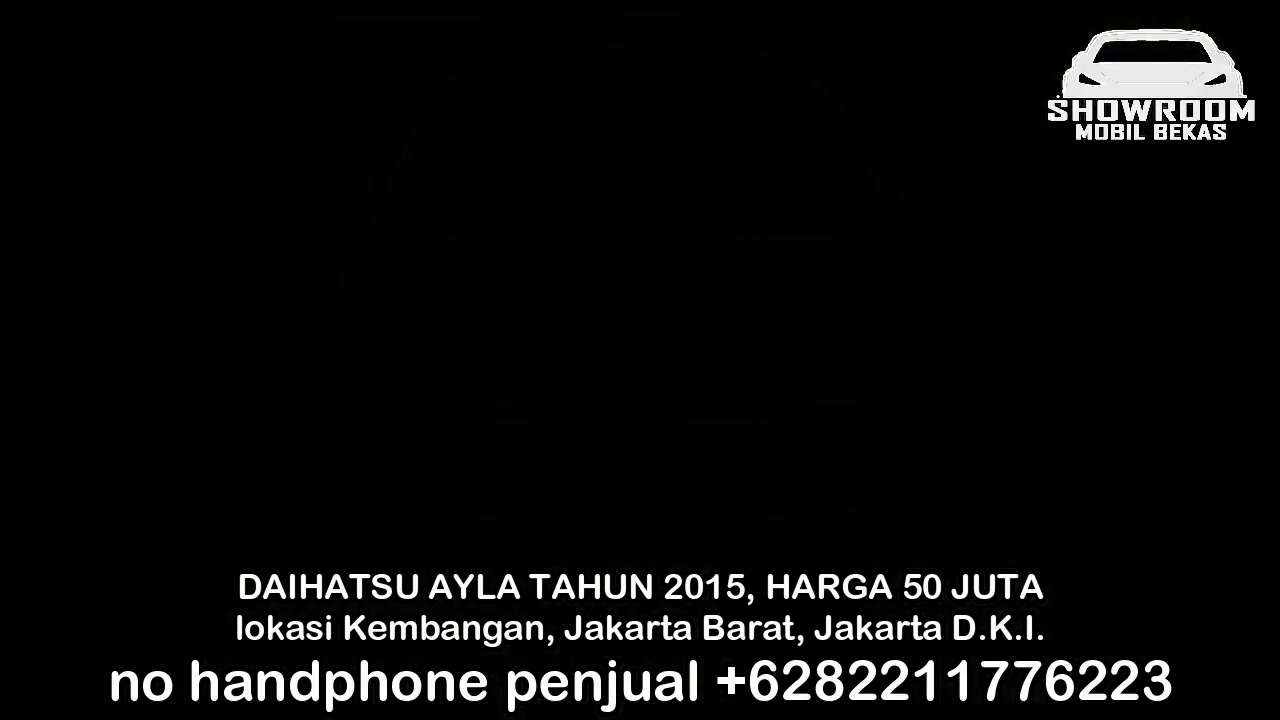 SHOWROOM
MOBIL BEKAS
DAIHATSU AYLA TAHUN 2015, HARGA 50 JUTA
lokasi Kembangan, Jakarta Barat, Jakarta D.K.I.
no handphone penjual +6282211776223